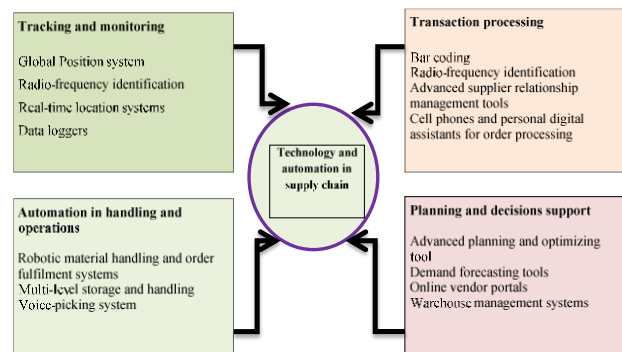 Tracking and monitoring
Global Position system
Radio-frequency identification
Real-time location systems
Data loggers
Transaction processing
Bar coding
Radio-frequency identification
Advanced supplier relationship
management tools
Cell phones and personal digital
assistants for order processing
Technology and
automation in
supply chain
Automation in handling and
operations
Robotic material handling and order
fulfilment systems
Multi-level storage and handling
Voice-picking system
Planning and decisions support
Advanced planning and optimizing
tool
Demand forecasting tools
Online vendor portals
Warehouse management systems